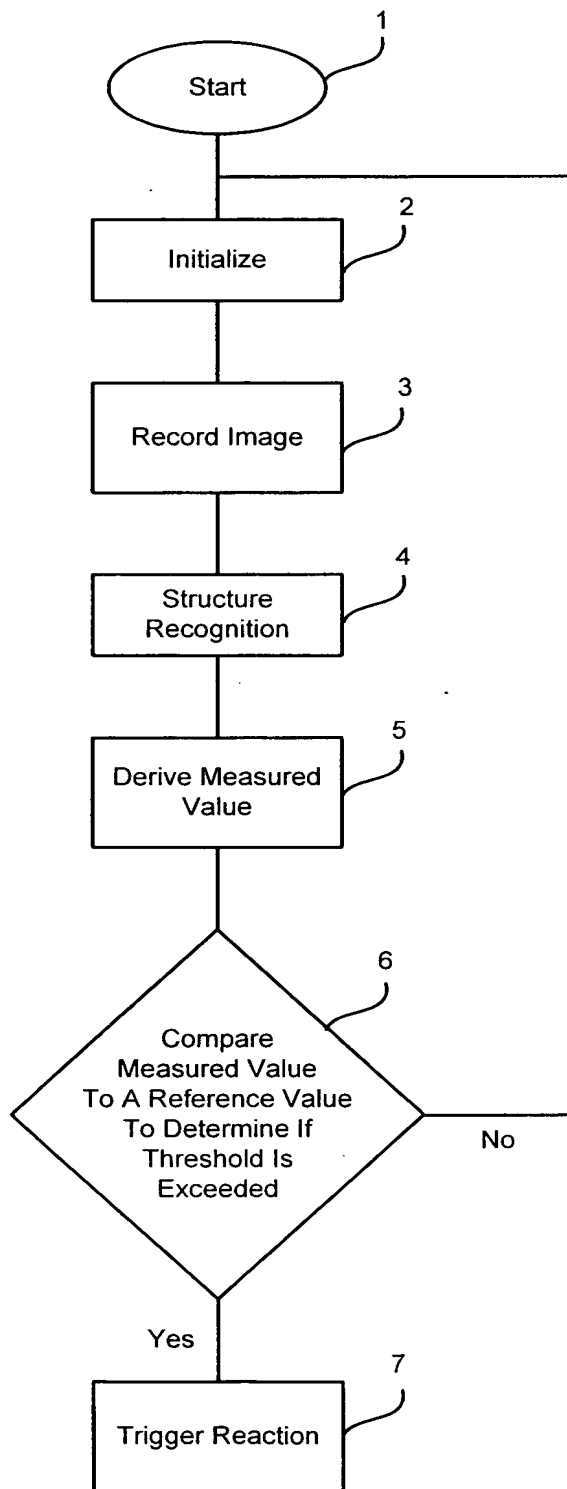 1
Start
2
Initialize
3
Record Image
4
Structure
Recognition
5
Derive Measured
Value
6
Compare
Measured Value
To A Reference Value
To Determine If
Threshold Is
Exceeded
No
Yes
7
Trigger Reaction